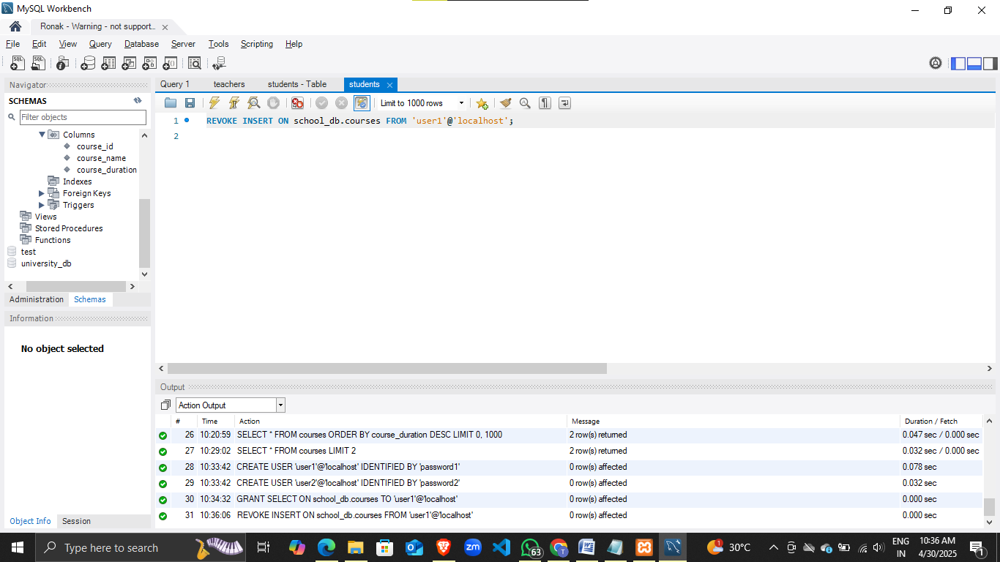 MySQL Workbench
Ronak - Warning - not support...
File Edit View Query Database Server Tools Scripting Help
Navigator
SCHEMAS
Filter objects
Columns
course_id
course_name
course_duration
Indexes
Foreign Keys
Triggers
Views
Stored Procedures
Functions
test
university_db
Administration Schemas
Information
No object selected
Object Info Session
Query 1 teachers students - Table students
Limit to 1000 rows
1 REVOKE INSERT ON school_db.courses FROM 'user1'@'localhost';
2
Output
Action Output
# Time Action Message Duration / Fetch
26 10:20:59 SELECT * FROM courses ORDER BY course_duration DESC LIMIT 0, 1000 2 row(s) returned 0.047 sec / 0.000 sec
27 10:29:02 SELECT * FROM courses LIMIT 2 2 row(s) returned 0.032 sec / 0.000 sec
28 10:33:42 CREATE USER 'user1'@'localhost' IDENTIFIED BY 'password1' 0 row(s) affected 0.078 sec
29 10:33:42 CREATE USER 'user2'@'localhost' IDENTIFIED BY 'password2' 0 row(s) affected 0.032 sec
30 10:34:32 GRANT SELECT ON school_db.courses TO 'user1'@'localhost' 0 row(s) affected 0.000 sec
31 10:36:06 REVOKE INSERT ON school_db.courses FROM 'user1'@'localhost' 0 row(s) affected 0.000 sec
Type here to search
zm
63
T
1
30°C
ENG
IN
10:36 AM
4/30/2025
1